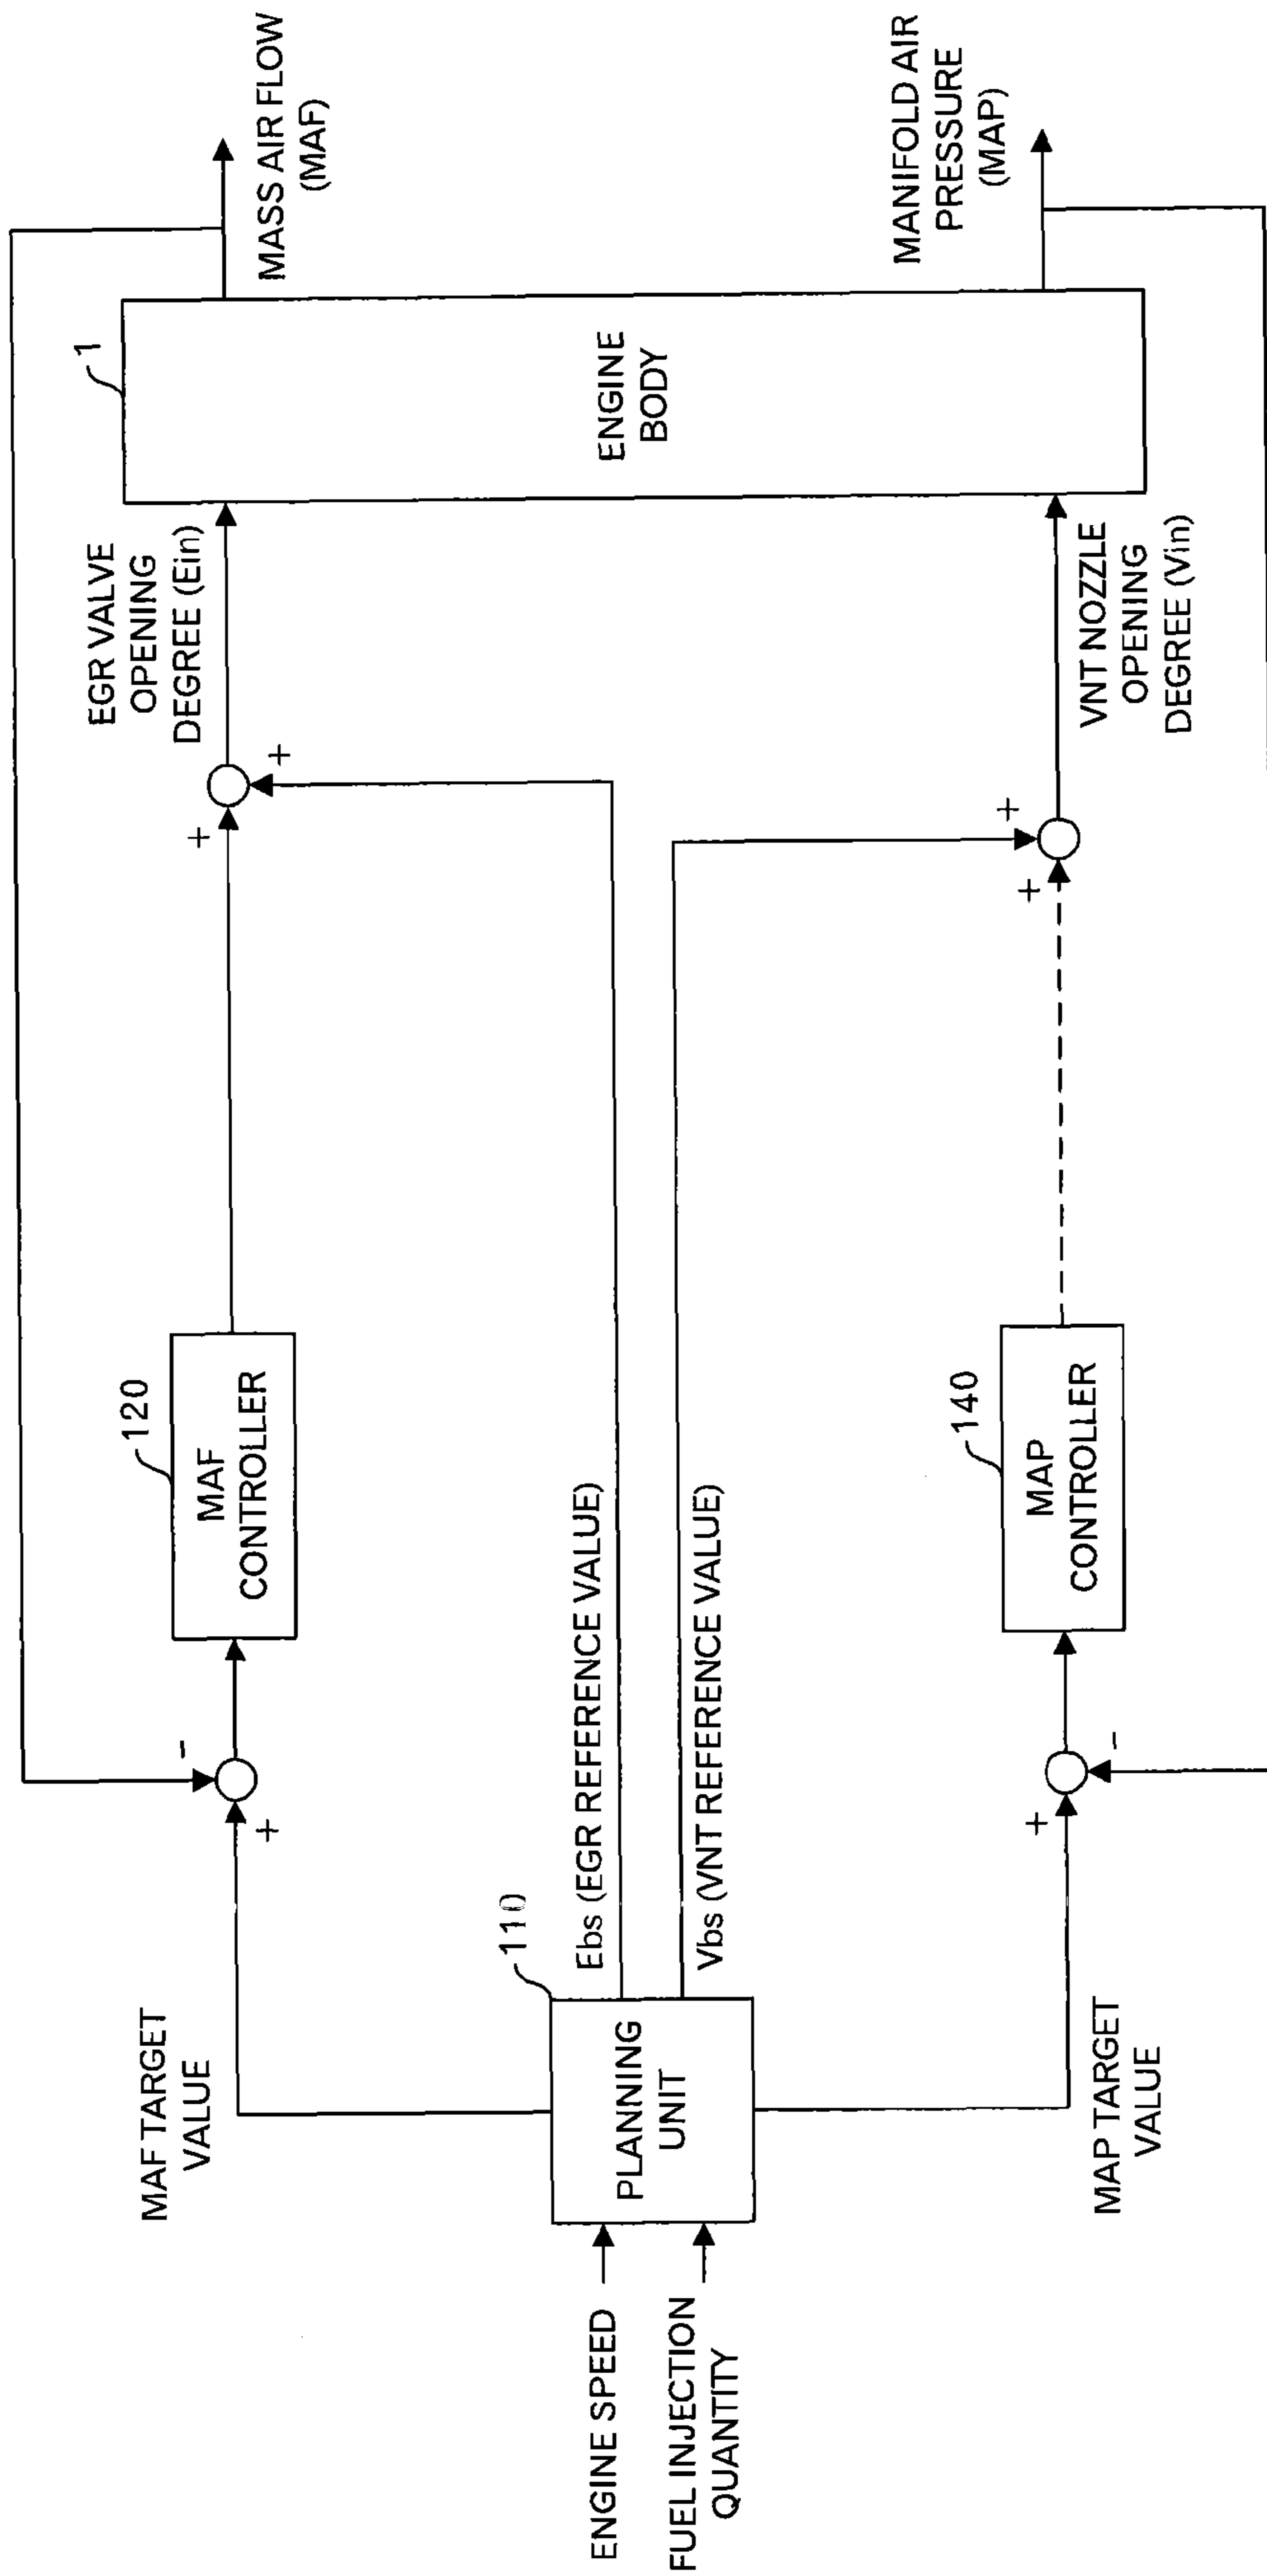 ENGINE SPEED
FUEL INJECTION
QUANTITY
110
PLANNING
UNIT
MAF TARGET
VALUE
MAP TARGET
VALUE
Ebs (EGR REFERENCE VALUE)
Vbs (VNT REFERENCE VALUE)
+
-
+
-
120
MAF
CONTROLLER
140
MAP
CONTROLLER
+
+
+
+
EGR VALVE
OPENING
DEGREE (Ein)
VNT NOZZLE
OPENING
DEGREE (Vin)
1
ENGINE
BODY
MASS AIR FLOW
(MAF)
MANIFOLD AIR
PRESSURE
(MAP)